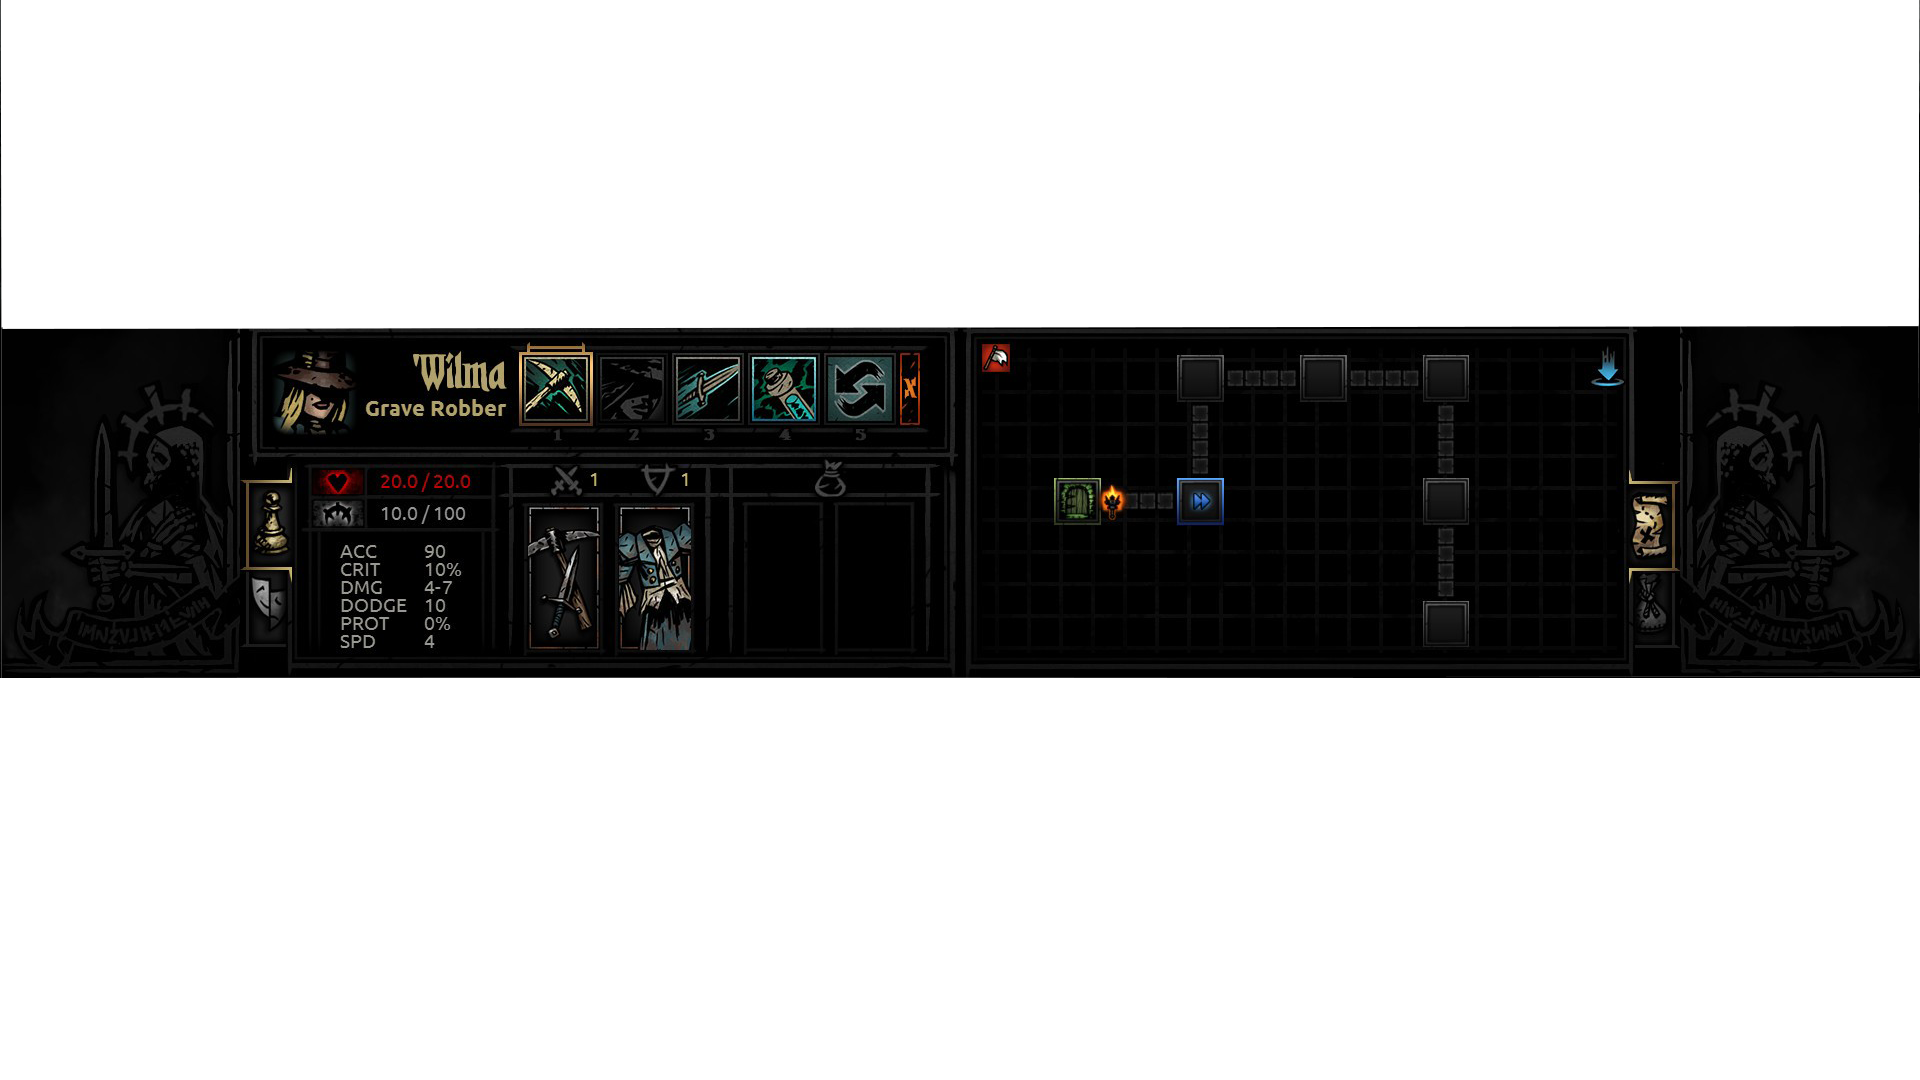 Wilma
Grave Robber
1 2 3 4 5
20.0 / 20.0
10.0 / 100
1 1
ACC 90
CRIT 10%
DMG 4-7
DODGE 10
PROT 0%
SPD 4